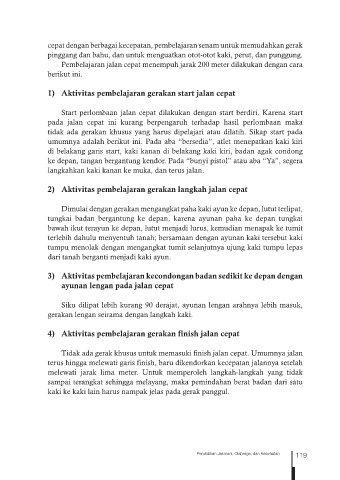 cepat dengan berbagai kecepatan, pembelajaran senam untuk memudahkan gerak
pinggang dan bahu, dan untuk menguatkan otot-otot kaki, perut, dan punggung.
Pembelajaran jalan cepat menempuh jarak 200 meter dilakukan dengan cara
berikut ini.
1) Aktivitas pembelajaran gerakan start jalan cepat
Start perlombaan jalan cepat dilakukan dengan start berdiri. Karena start
pada jalan cepat ini kurang berpengaruh terhadap hasil perlombaan maka
tidak ada gerakan khusus yang harus dipelajari atau dilatih. Sikap start pada
umumnya adalah berikut ini. Pada aba “bersedia”, atlet menepatkan kaki kiri
di belakang garis start, kaki kanan di belakang kaki kiri, badan agak condong
ke depan, tangan bergantung kendor. Pada “bunyi pistol” atau aba “Ya”, segera
langkahkan kaki kanan ke muka, dan terus jalan.
2) Aktivitas pembelajaran gerakan langkah jalan cepat
Dimulai dengan gerakan mengangkat paha kaki ayun ke depan, lutut terlipat,
tungkai badan bergantung ke depan, karena ayunan paha ke depan tungkai
bawah ikut terayun ke depan, lutut menjadi lurus, kemudian menapak ke tumit
terlebih dahulu menyentuh tanah; bersamaan dengan ayunan kaki tersebut kaki
tumpu menolak dengan mengangkat tumit selanjutnya ujung kaki tumpu lepas
dari tanah berganti menjadi kaki ayun.
3) Aktivitas pembelajaran kecondongan badan sedikit ke depan dengan
ayunan lengan pada jalan cepat
Siku dilipat lebih kurang 90 derajat, ayunan lengan arahnya lebih masuk,
gerakan lengan seirama dengan langkah kaki.
4) Aktivitas pembelajaran gerakan finish jalan cepat
Tidak ada gerak khusus untuk memasuki finish jalan cepat. Umumnya jalan
terus hingga melewati garis finish, baru dikendorkan kecepatan jalannya setelah
melewati jarak lima meter. Untuk memperoleh langkah-langkah yang tidak
sampai terangkat sehingga melayang, maka pemindahan berat badan dari satu
kaki ke kaki lain harus nampak jelas pada gerak panggul.
Pendidikan Jasmani, Olahraga, dan Kesehatan
119